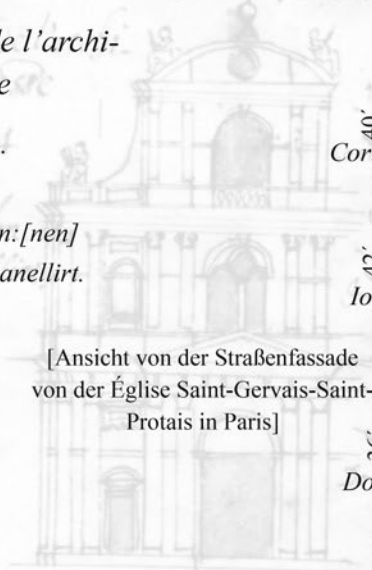 l'archi-
e
.
40´
Cor
n:[nen]
anellirt.
42´
Io
[Ansicht von der Straßenfassade
von der Église Saint-Gervais-Saint-
Protais in Paris]
Do